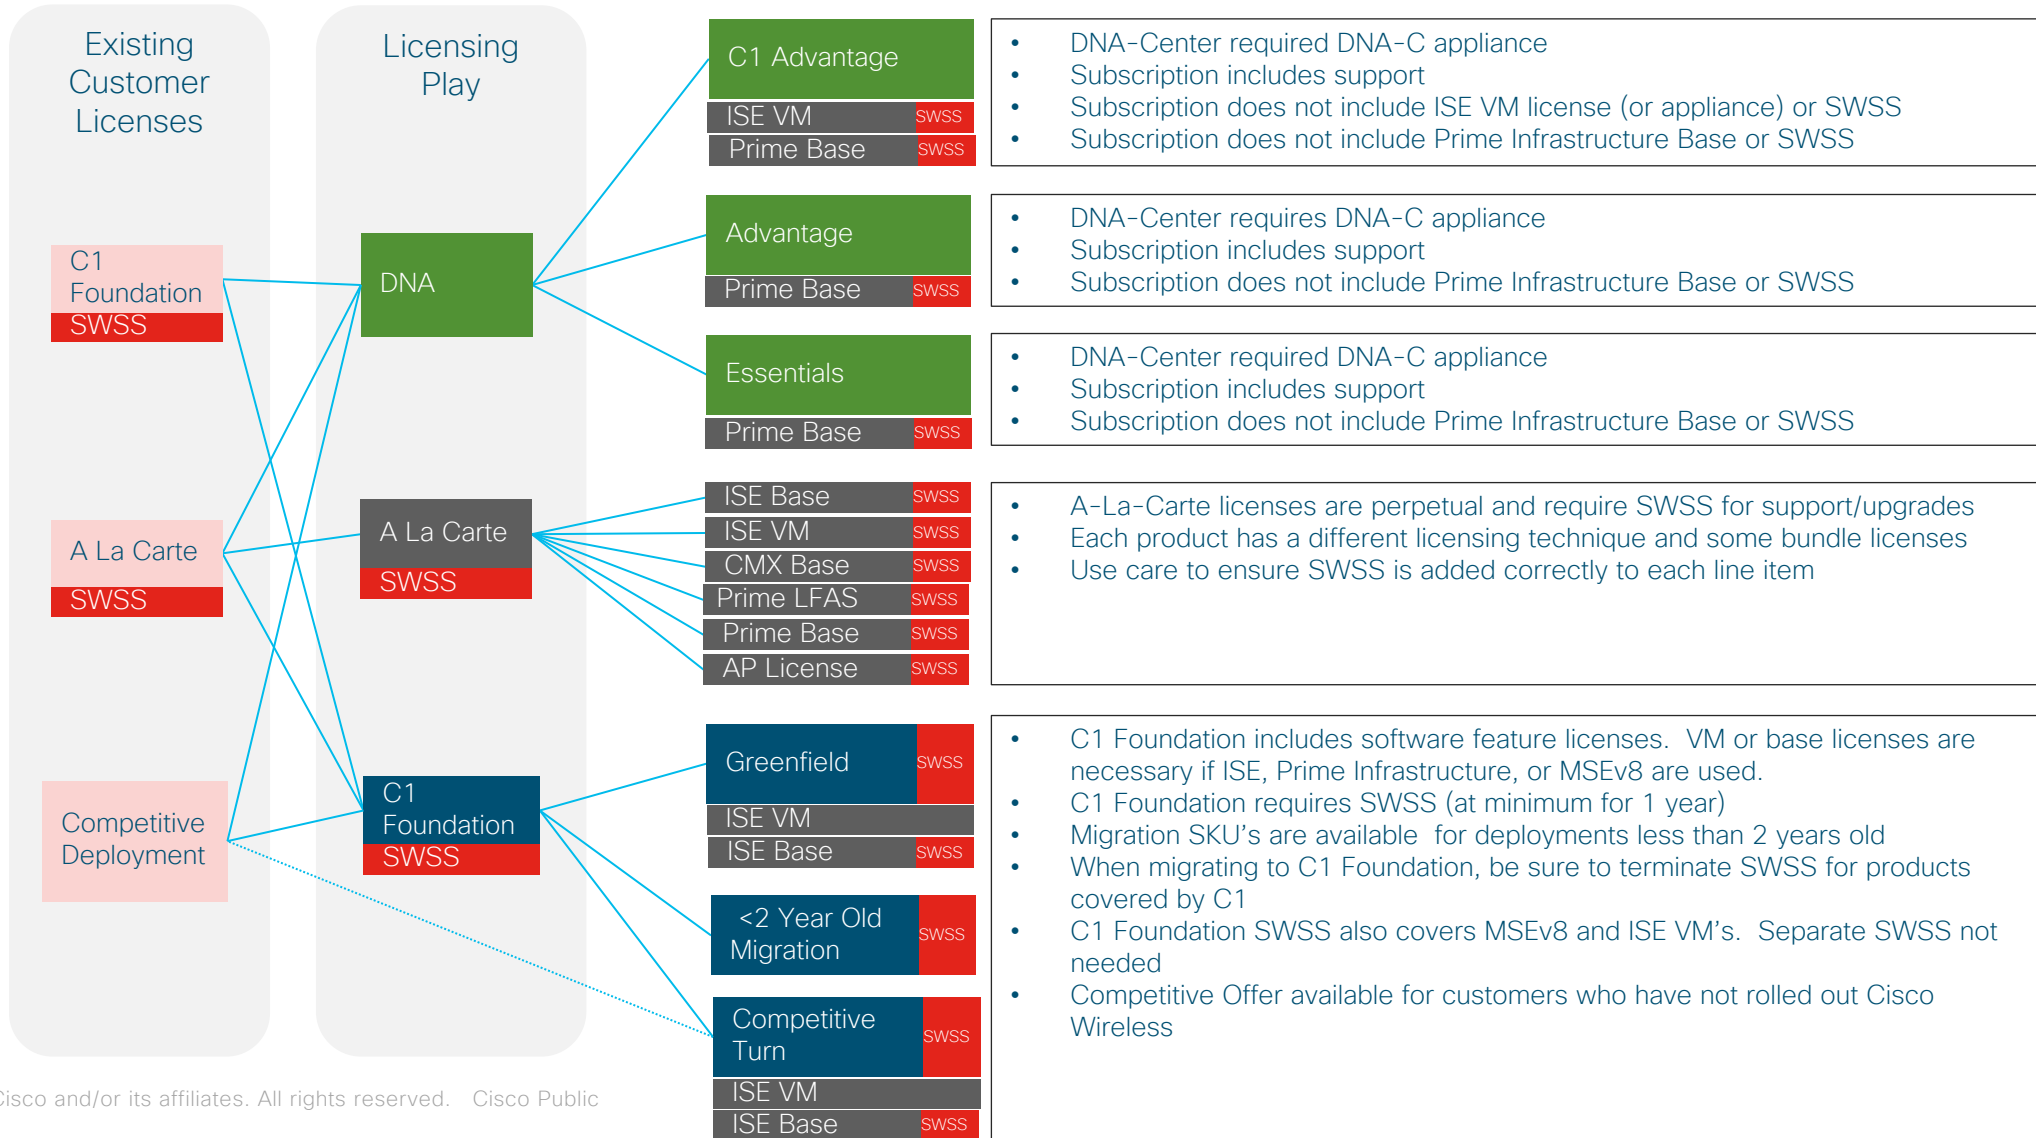 Existing
Customer
Licenses
C1
Foundation
SWSS
A La Carte
SWSS
Competitive
Deployment
Licensing
Play
DNA
A La Carte
SWSS
C1
Foundation
SWSS
C1 Advantage
ISE VM SWSS
Prime Base SWSS
• DNA-Center required DNA-C appliance
• Subscription includes support
• Subscription does not include ISE VM license (or appliance) or SWSS
• Subscription does not include Prime Infrastructure Base or SWSS
Advantage
Prime Base SWSS
• DNA-Center requires DNA-C appliance
• Subscription includes support
• Subscription does not include Prime Infrastructure Base or SWSS
Essentials
Prime Base SWSS
• DNA-Center required DNA-C appliance
• Subscription includes support
• Subscription does not include Prime Infrastructure Base or SWSS
ISE Base SWSS
ISE VM SWSS
CMX Base SWSS
Prime LFAS SWSS
Prime Base SWSS
AP License SWSS
• A-La-Carte licenses are perpetual and require SWSS for support/upgrades
• Each product has a different licensing technique and some bundle licenses
• Use care to ensure SWSS is added correctly to each line item
Greenfield SWSS
ISE VM
ISE Base SWSS
<2 Year Old
Migration SWSS
Competitive
Turn SWSS
ISE VM
ISE Base SWSS
• C1 Foundation includes software feature licenses. VM or base licenses are
necessary if ISE, Prime Infrastructure, or MSEv8 are used.
• C1 Foundation requires SWSS (at minimum for 1 year)
• Migration SKU's are available for deployments less than 2 years old
• When migrating to C1 Foundation, be sure to terminate SWSS for products
covered by C1
• C1 Foundation SWSS also covers MSEv8 and ISE VM's. Separate SWSS not
needed
• Competitive Offer available for customers who have not rolled out Cisco
Wireless
Cisco and/or its affiliates. All rights reserved. Cisco Public